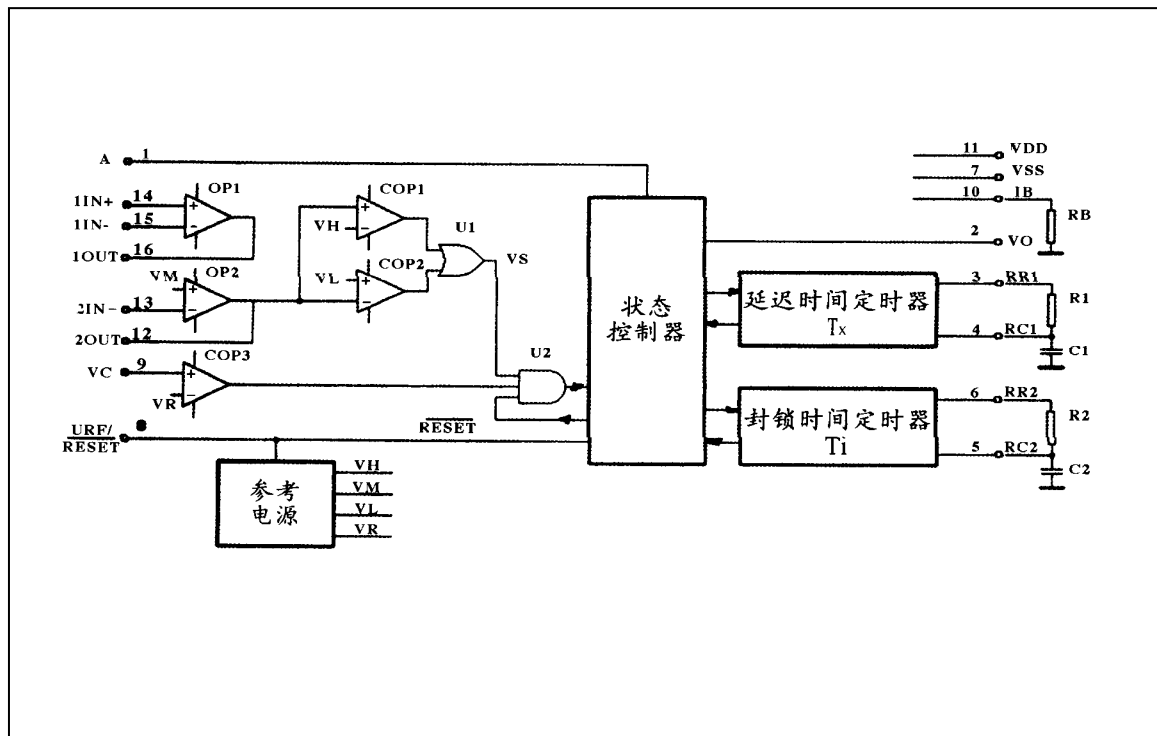 A 1
1IN+ 14
1IN- 15
1OUT 16
OP1
VM
OP2
2IN- 13
2OUT 12
VC 9
COP3
VR
URF/
RESET
8
COP1
VH
VL
COP2
U1
VS
U2
RESET
参考
电源
VH
VM
VL
VR
状态
控制器
延迟时间定时器
Tx
封锁时间定时器
Ti
11 VDD
7 VSS
10 IB
RB
2 VO
3 RR1
R1
4 RC1
C1
6 RR2
R2
5 RC2
C2